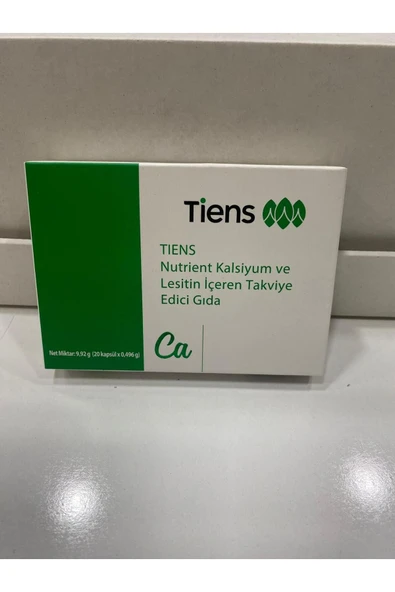 Tiens
TIENS
Nutrient Kalsiyum ve
Lesitin İçeren Takviye
Edici Gıda
Net Miktar: 9,92 g (20 kapsül x 0,496 g)
Ca